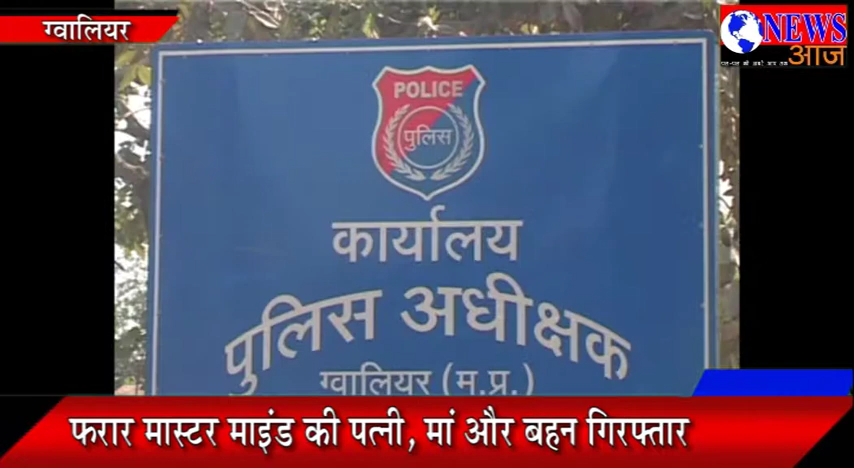 ग्वालियर
NEWS
आज
POLICE
पुलिस
कार्यालय
पुलिस अधीक्षक
ग्वालियर (म.प्र.)
फरार मास्टर माइंड की पत्नी, मां और बहन गिरफ्तार